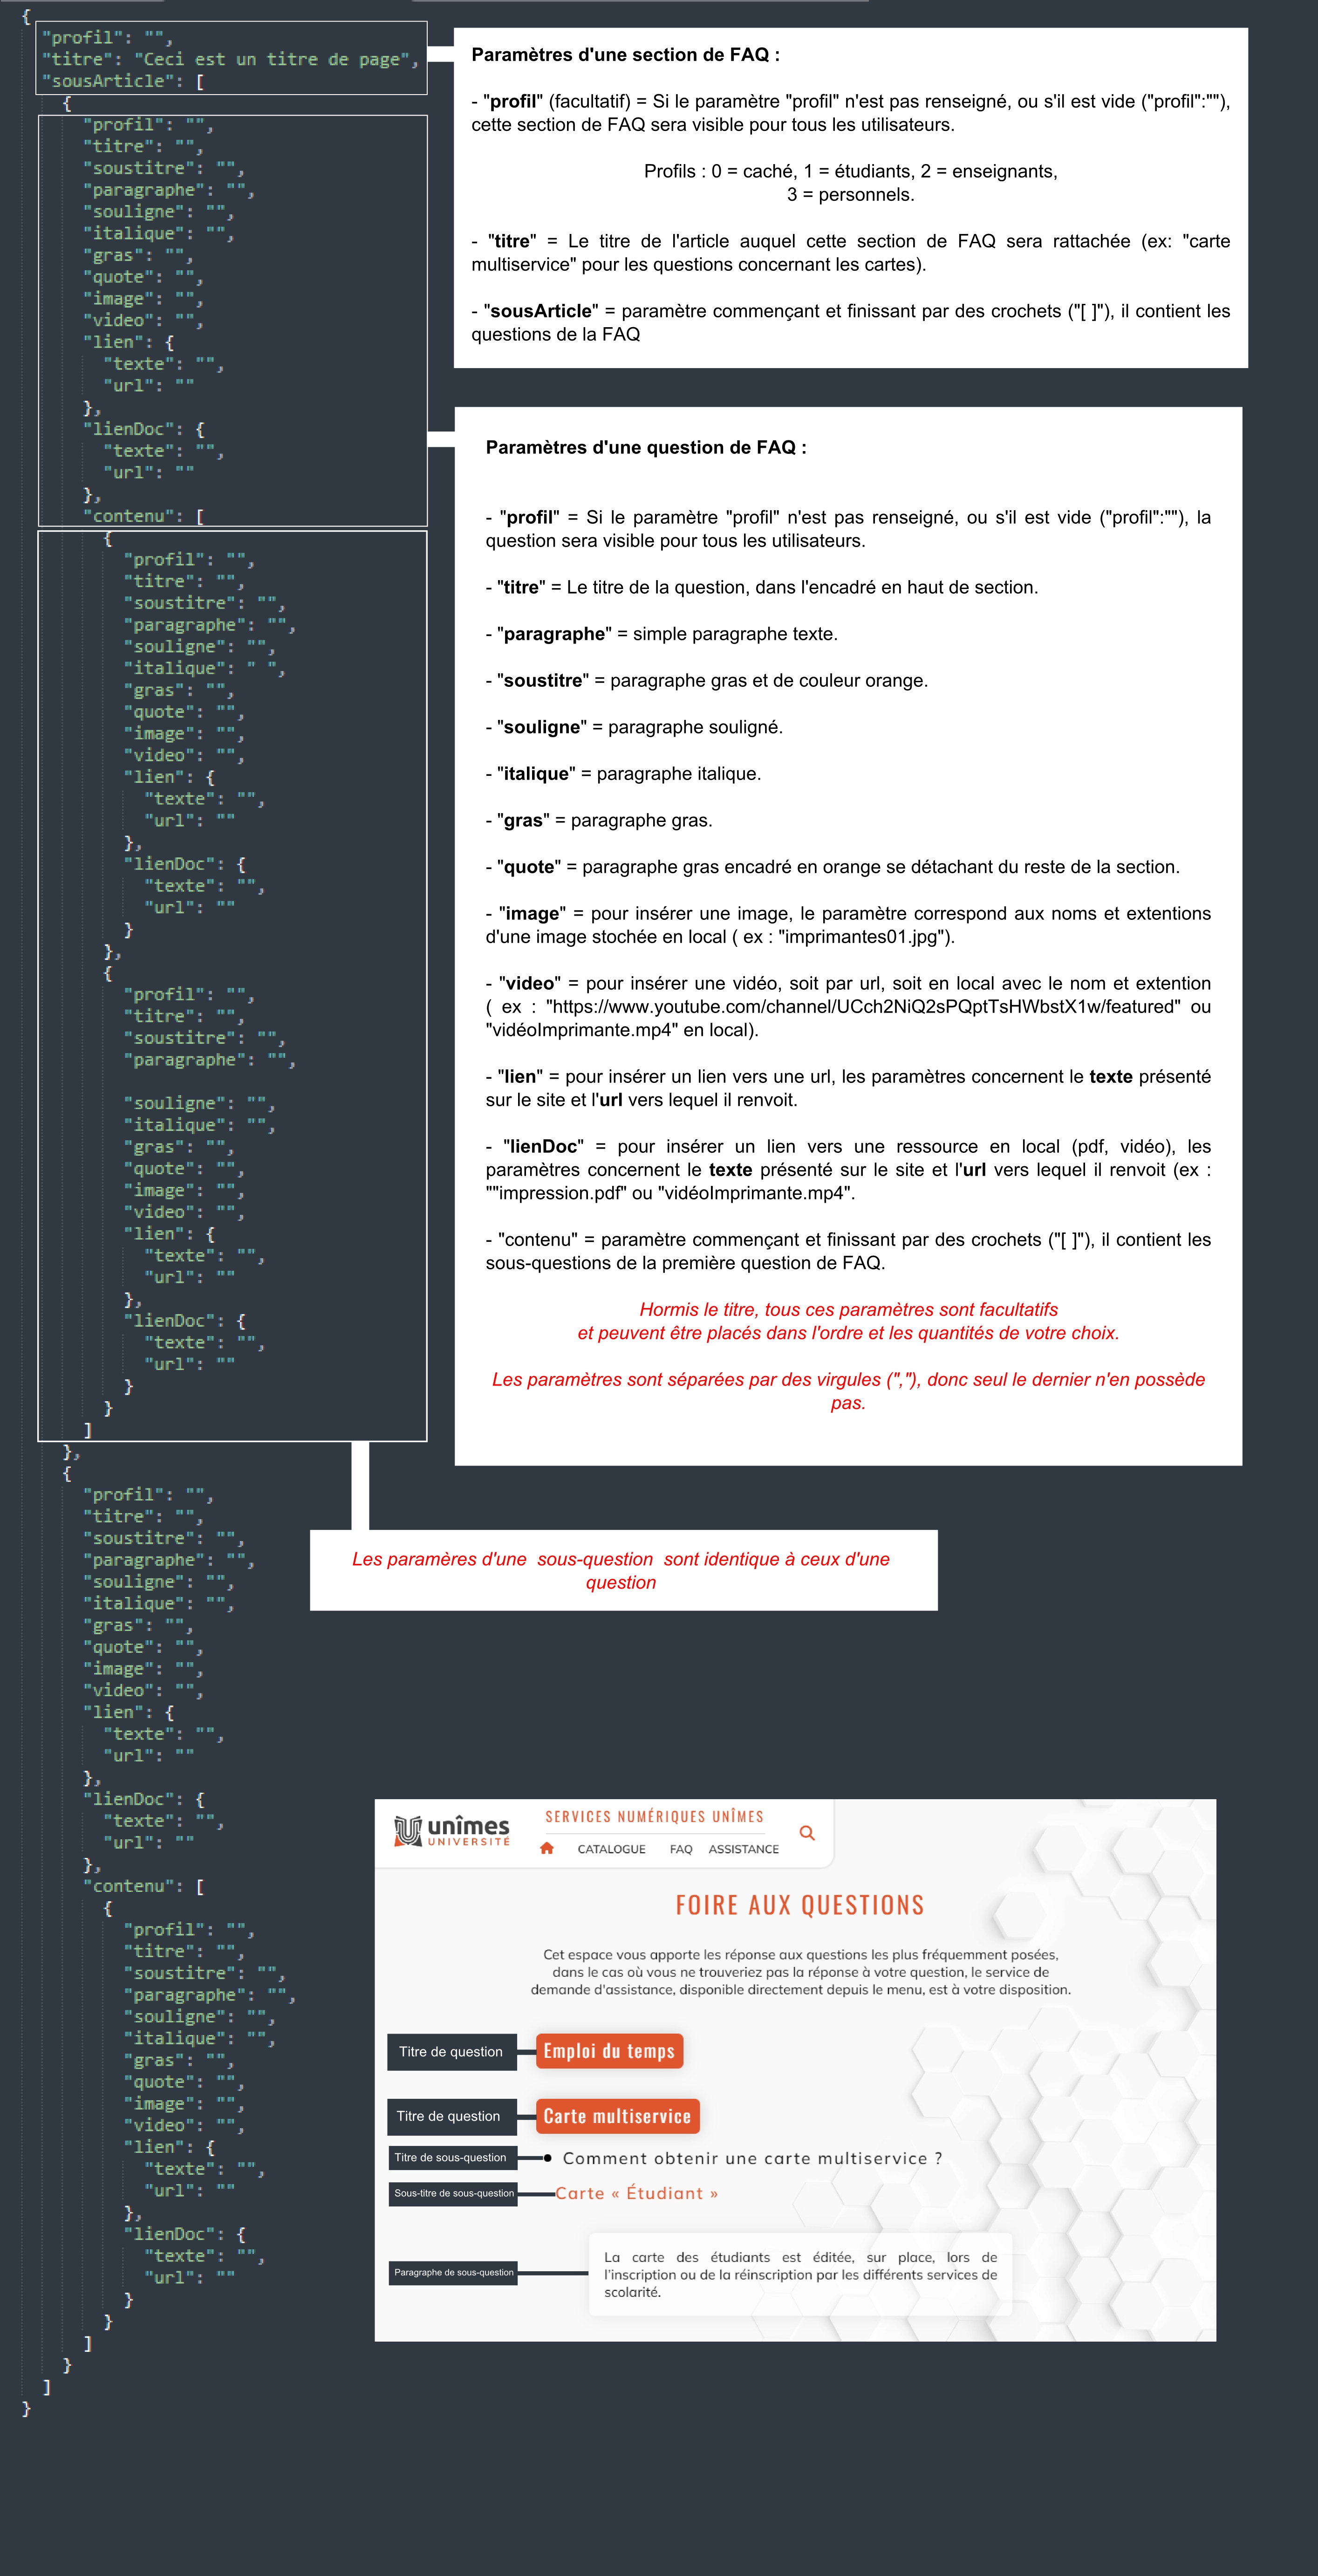 {
"profil": "",
"titre": "Ceci est un titre de page",
"sousArticle": [
{
"profil": "",
"titre": "",
"soustitre": "",
"paragraphe": "",
"souligne": "",
"italique": "",
"gras": "",
"quote": "",
"image": "",
"video": "",
"lien": {
"texte": "",
"url": ""
},
"lienDoc": {
"texte": "",
"url": ""
},
"contenu": [
{
"profil": "",
"titre": "",
"soustitre": "",
"paragraphe": "",
"souligne": "",
"italique": " ",
"gras": "",
"quote": "",
"image": "",
"video": "",
"lien": {
"texte": "",
"url": ""
},
"lienDoc": {
"texte": "",
"url": ""
}
},
{
"profil": "",
"titre": "",
"soustitre": "",
"paragraphe": "",
"souligne": "",
"italique": "",
"gras": "",
"quote": "",
"image": "",
"video": "",
"lien": {
"texte": "",
"url": ""
},
"lienDoc": {
"texte": "",
"url": ""
}
}
]
},
{
"profil": "",
"titre": "",
"soustitre": "",
"paragraphe": "",
"souligne": "",
"italique": "",
"gras": "",
"quote": "",
"image": "",
"video": "",
"lien": {
"texte": "",
"url": ""
},
"lienDoc": {
"texte": "",
"url": ""
},
"contenu": [
{
"profil": "",
"titre": "",
"soustitre": "",
"paragraphe": "",
"souligne": "",
"italique": "",
"gras": "",
"quote": "",
"image": "",
"video": "",
"lien": {
"texte": "",
"url": ""
},
"lienDoc": {
"texte": "",
"url": ""
}
}
]
}
]
}
Paramètres d'une section de FAQ :
- "profil" (facultatif) = Si le paramètre "profil" n'est pas renseigné, ou s'il est vide ("profil":""),
cette section de FAQ sera visible pour tous les utilisateurs.
Profils : 0 = caché, 1 = étudiants, 2 = enseignants,
3 = personnels.
- "titre" = Le titre de l'article auquel cette section de FAQ sera rattachée (ex: "carte
multiservice" pour les questions concernant les cartes).
- "sousArticle" = paramètre commençant et finissant par des crochets ("[ ]"), il contient les
questions de la FAQ
Paramètres d'une question de FAQ :
- "profil" = Si le paramètre "profil" n'est pas renseigné, ou s'il est vide ("profil":""), la
question sera visible pour tous les utilisateurs.
- "titre" = Le titre de la question, dans l'encadré en haut de section.
- "paragraphe" = simple paragraphe texte.
- "soustitre" = paragraphe gras et de couleur orange.
- "souligne" = paragraphe souligné.
- "italique" = paragraphe italique.
- "gras" = paragraphe gras.
- "quote" = paragraphe gras encadré en orange se détachant du reste de la section.
- "image" = pour insérer une image, le paramètre correspond aux noms et extentions
d'une image stochée en local ( ex : "imprimantes01.jpg").
- "video" = pour insérer une vidéo, soit par url, soit en local avec le nom et extention
( ex : "https://www.youtube.com/channel/UCch2NiQ2sPQptTsHWbstX1w/featured" ou
"vidéoImprimante.mp4" en local).
- "lien" = pour insérer un lien vers une url, les paramètres concernent le texte présenté
sur le site et l'url vers lequel il renvoit.
- "lienDoc" = pour insérer un lien vers une ressource en local (pdf, vidéo), les
paramètres concernent le texte présenté sur le site et l'url vers lequel il renvoit (ex :
""impression.pdf" ou "vidéoImprimante.mp4".
- "contenu" = paramètre commençant et finissant par des crochets ("[ ]"), il contient les
sous-questions de la première question de FAQ.
Hormis le titre, tous ces paramètres sont facultatifs
et peuvent être placés dans l'ordre et les quantités de votre choix.
Les paramètres sont séparées par des virgules (","), donc seul le dernier n'en possède
pas.
Les paramères d'une sous-question sont identique à ceux d'une
question
unîmes
UNIVERSITÉ
SERVICES NUMÉRIQUES UNÎMES
CATALOGUE FAQ ASSISTANCE
FOIRE AUX QUESTIONS
Cet espace vous apporte les réponse aux questions les plus fréquemment posées,
dans le cas où vous ne trouveriez pas la réponse à votre question, le service de
demande d'assistance, disponible directement depuis le menu, est à votre disposition.
Titre de question
Emploi du temps
Titre de question
Carte multiservice
Titre de sous-question
• Comment obtenir une carte multiservice ?
Sous-titre de sous-question
Carte « Étudiant »
Paragraphe de sous-question
La carte des étudiants est éditée, sur place, lors de
l'inscription ou de la réinscription par les différents services de
scolarité.